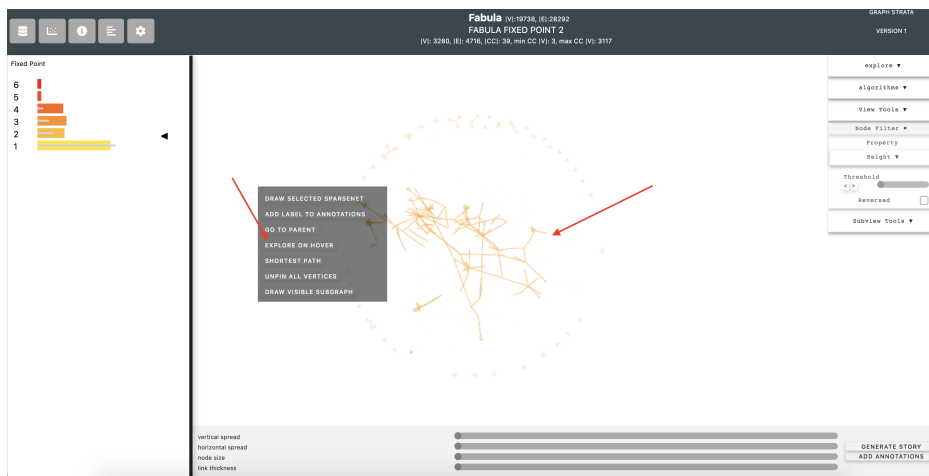 Fabula |V|:19738, |E|:28292
FABULA FIXED POINT 2
|V|: 3280, |E|: 4716, |CC|: 39, min CC |V|: 3, max CC |V|: 3117
GRAPH STRATA
VERSION 1
Fixed Point
6
5
4
3
2
1
DRAW SELECTED SPARSENET
ADD LABEL TO ANNOTATIONS
GO TO PARENT
EXPLORE ON HOVER
SHORTEST PATH
UNPIN ALL VERTICES
DRAW VISIBLE SUBGRAPH
explore ▼
algorithms ▼
View Tools ▼
Node Filter
Property
Height ▼
Threshold
< | >
Reversed
Subview Tools ▼
vertical spread
horizontal spread
node size
link thickness
GENERATE STORY
ADD ANNOTATIONS